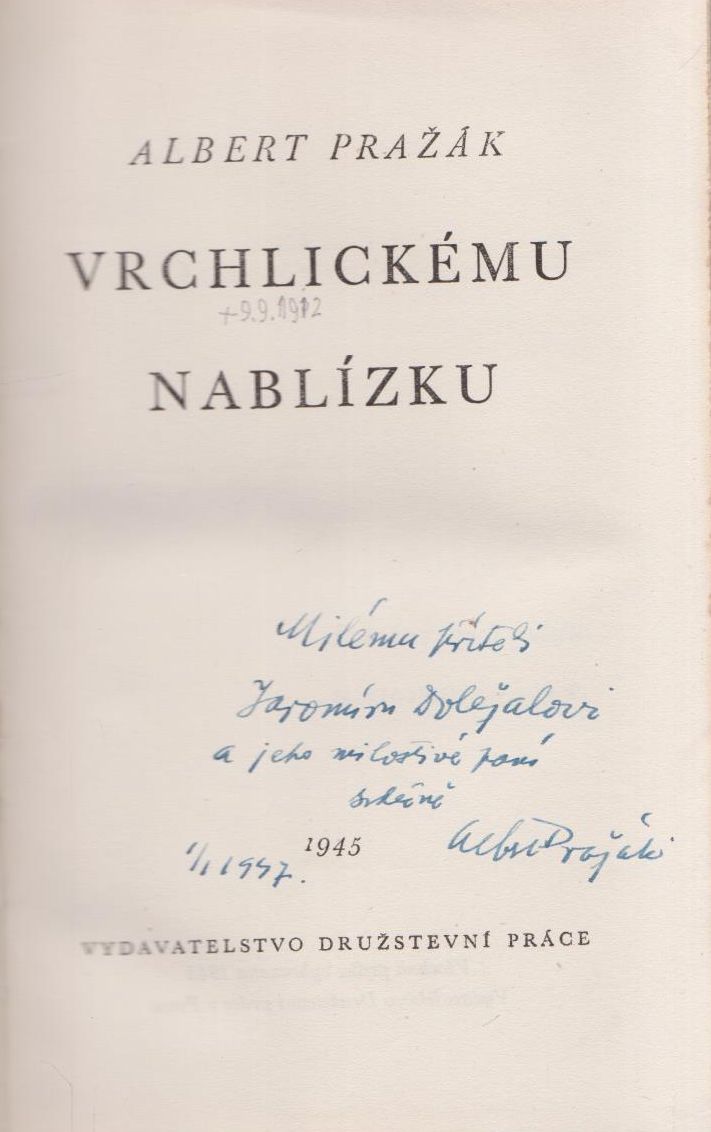 ALBERT PRAŽÁK
VRCHLICKÉMU
+9.9.1912
NABLÍZKU
Milému příteli
Jaromíru Doležalovi
a jeho milostivé paní
srdečně
Albert Pražák
1/1 1947.
1945
VYDAVATELSTVO DRUŽSTEVNÍ PRÁCE